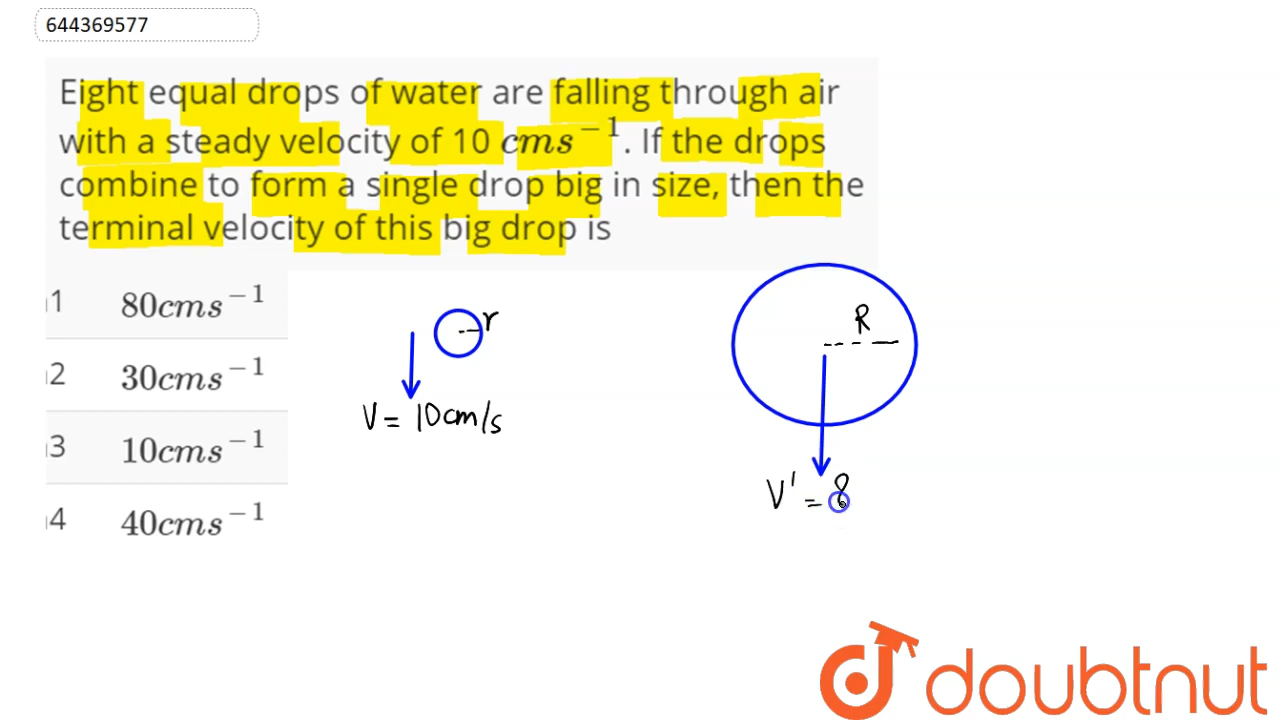 644369577
Eight equal drops of water are falling through air
with a steady velocity of 10 cms⁻¹. If the drops
combine to form a single drop big in size, then the
terminal velocity of this big drop is
1 80cms⁻¹
2 30cms⁻¹
3 10cms⁻¹
4 40cms⁻¹
r
V = 10cm/s
R
V' = 8
doubtnut